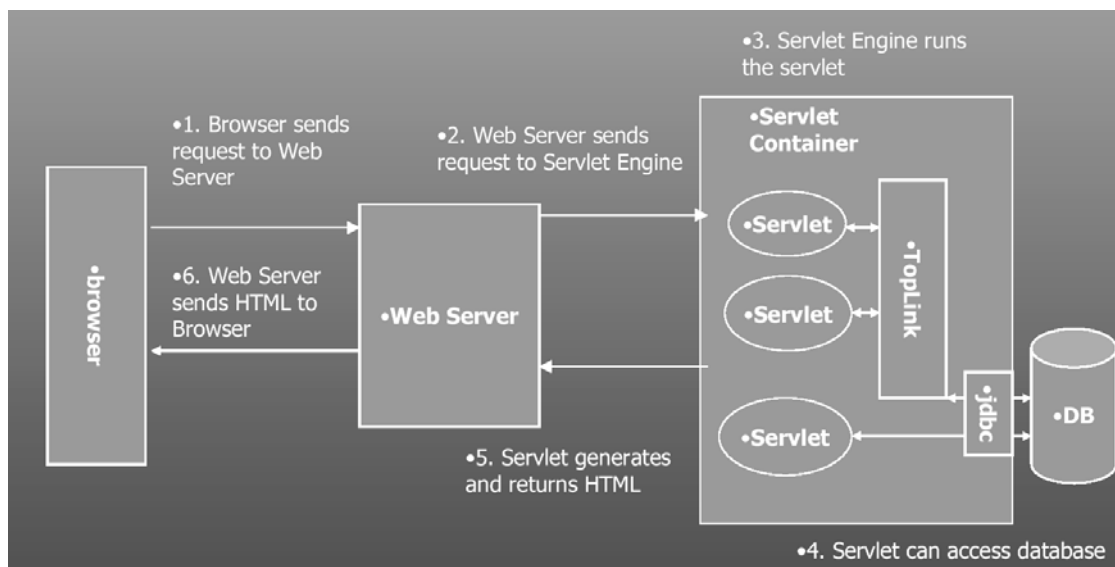 •3. Servlet Engine runs
the servlet
•1. Browser sends
request to Web
Server
•2. Web Server sends
request to Servlet Engine
•Servlet
Container
•browser
•6. Web Server
sends HTML to
Browser
•Web Server
•Servlet
•Servlet
•Servlet
•TopLink
•jdbc
•DB
•5. Servlet generates
and returns HTML
•4. Servlet can access database